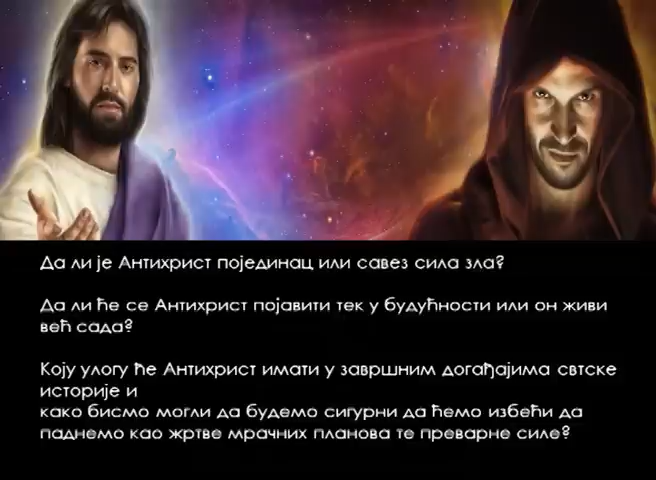 Да ли је Антихрист појединац или савез сила зла?
Да ли ће се Антихрист појавити тек у будућности или он живи
већ сада?
Коју улогу ће Антихрист имати у завршним догађајима свтске
историје и
како бисмо могли да будемо сигурни да ћемо избећи да
паднемо као жртве мрачних планова те преварне силе?